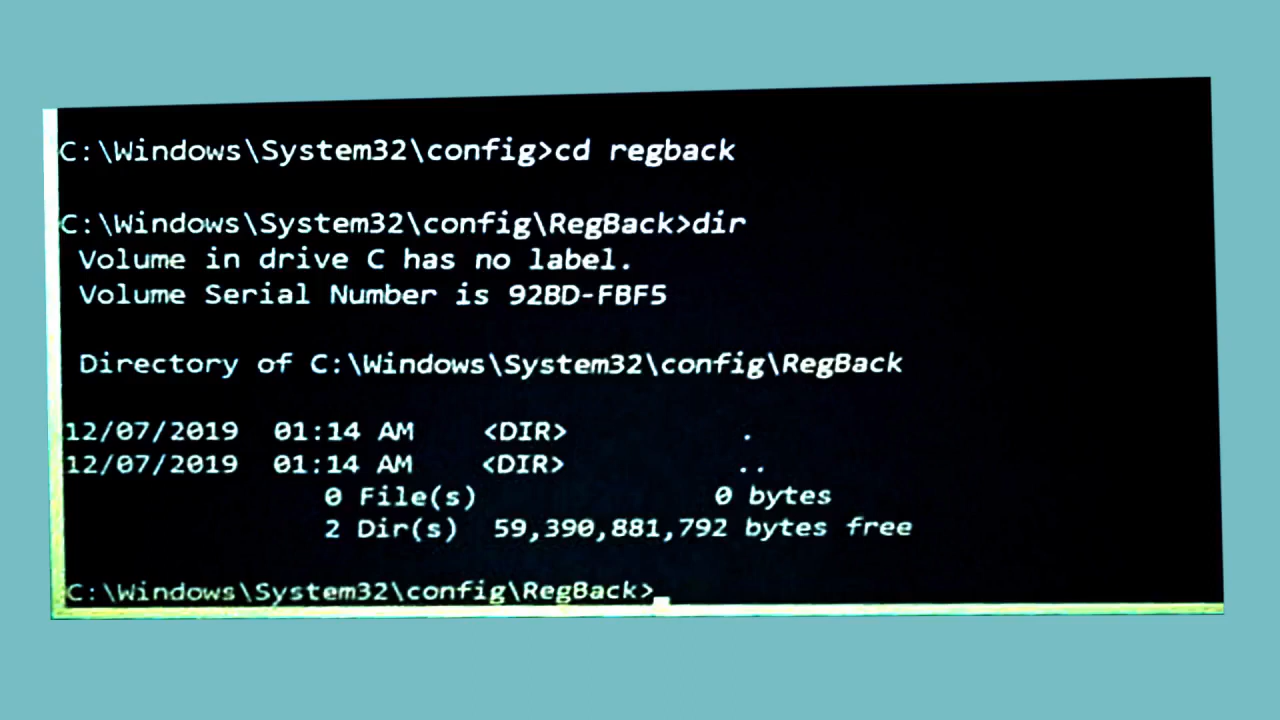 C:\Windows\System32\config>cd regback
C:\Windows\System32\config\RegBack>dir
Volume in drive C has no label.
Volume Serial Number is 92BD-FBF5
Directory of C:\Windows\System32\config\RegBack
12/07/2019 01:14 AM <DIR> .
12/07/2019 01:14 AM <DIR> ..
0 File(s) 0 bytes
2 Dir(s) 59,390,881,792 bytes free
C:\Windows\System32\config\RegBack>_